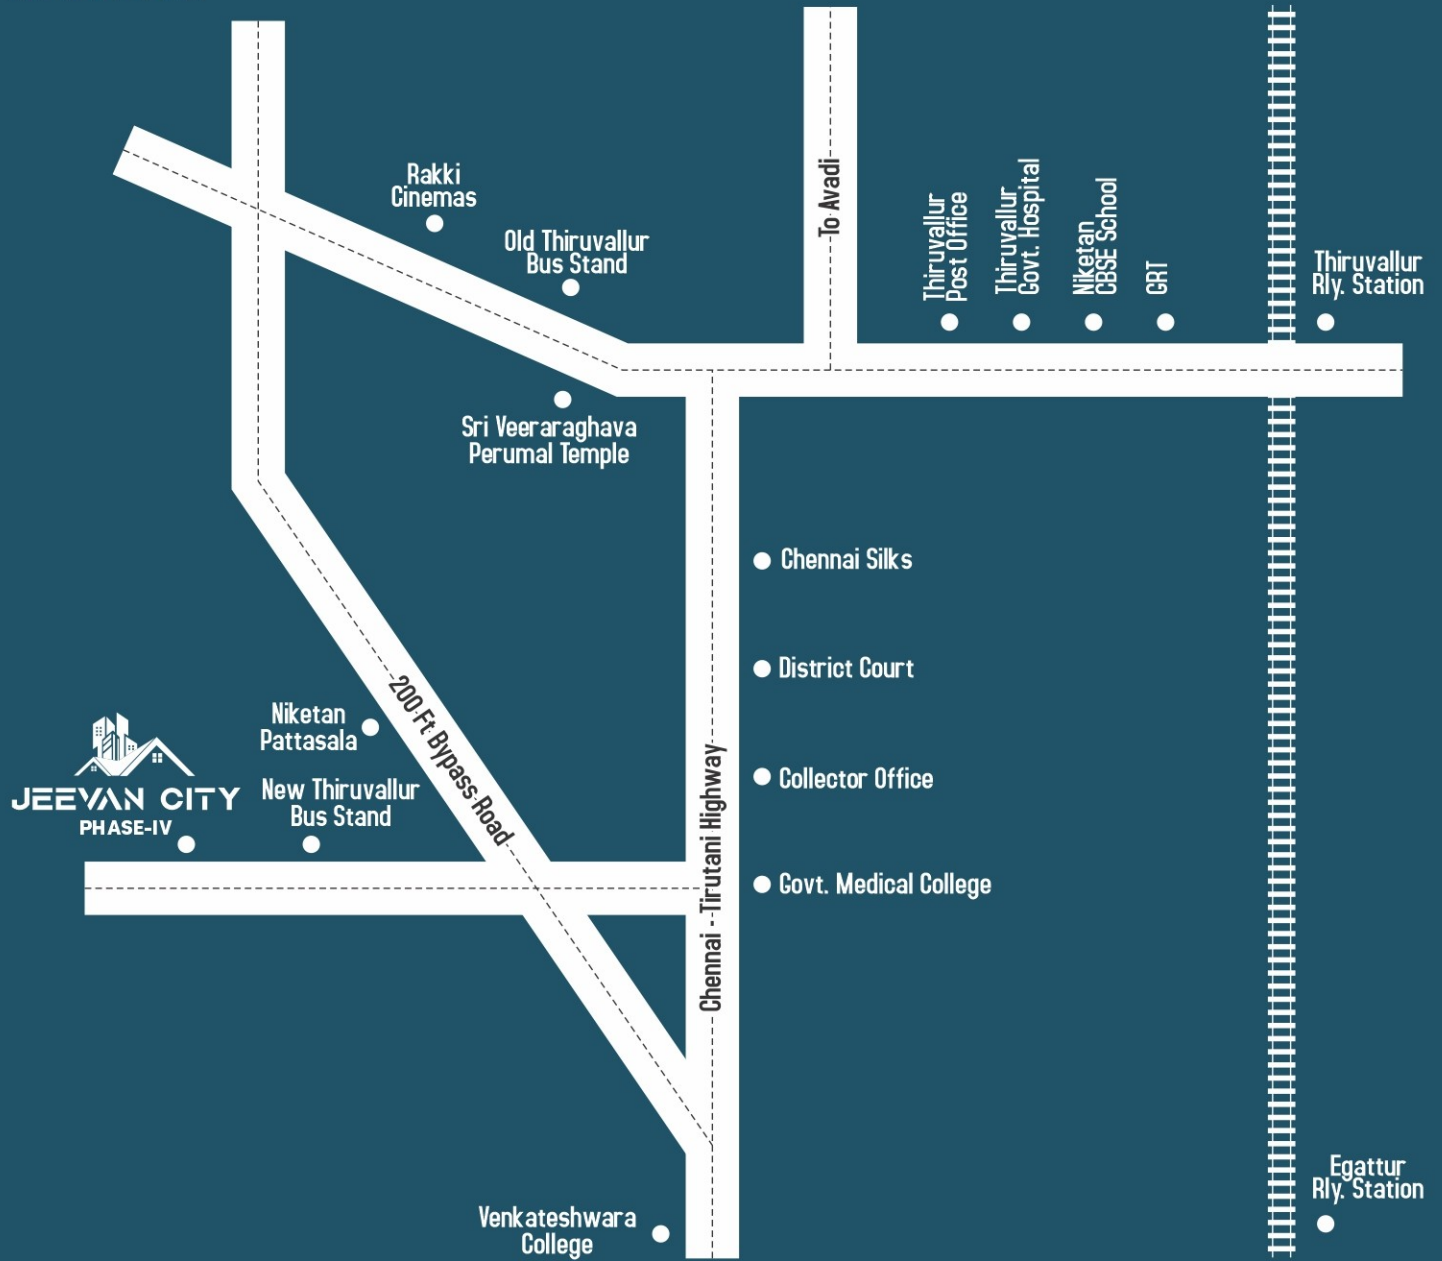 Rakki
Cinemas
Old Thiruvallur
Bus Stand
To Avadi
Thiruvallur
Post Office
Thiruvallur
Govt. Hospital
Niketan
CBSE School
GRT
Thiruvallur
Rly. Station
Sri Veeraraghava
Perumal Temple
Chennai Silks
District Court
200 Ft Bypass Road
Niketan
Pattasala
JEEVAN CITY
PHASE-IV
New Thiruvallur
Bus Stand
Chennai - Tirutani Highway
Collector Office
Govt. Medical College
Egattur
Rly. Station
Venkateshwara
College